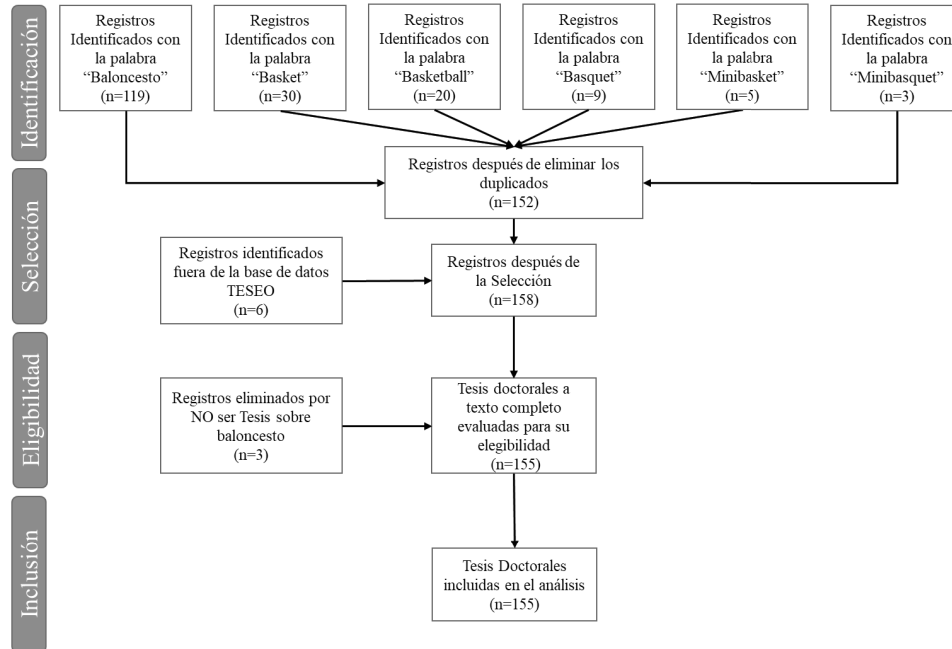 Identificación
Registros
Identificados con
la palabra
“Baloncesto”
(n=119)
Registros
Identificados con
la palabra
“Basket”
(n=30)
Registros
Identificados con
la palabra
“Basketball”
(n=20)
Registros
Identificados con
la palabra
“Basquet”
(n=9)
Registros
Identificados con
la palabra
“Minibasket”
(n=5)
Registros
Identificados con
la palabra
“Minibasquet”
(n=3)
Registros después de eliminar los
duplicados
(n=152)
Selección
Registros identificados
fuera de la base de datos
TESEO
(n=6)
Registros después de
la Selección
(n=158)
Eligibilidad
Registros eliminados por
NO ser Tesis sobre
baloncesto
(n=3)
Tesis doctorales a
texto completo
evaluadas para su
elegibilidad
(n=155)
Inclusión
Tesis Doctorales
incluidas en el análisis
(n=155)